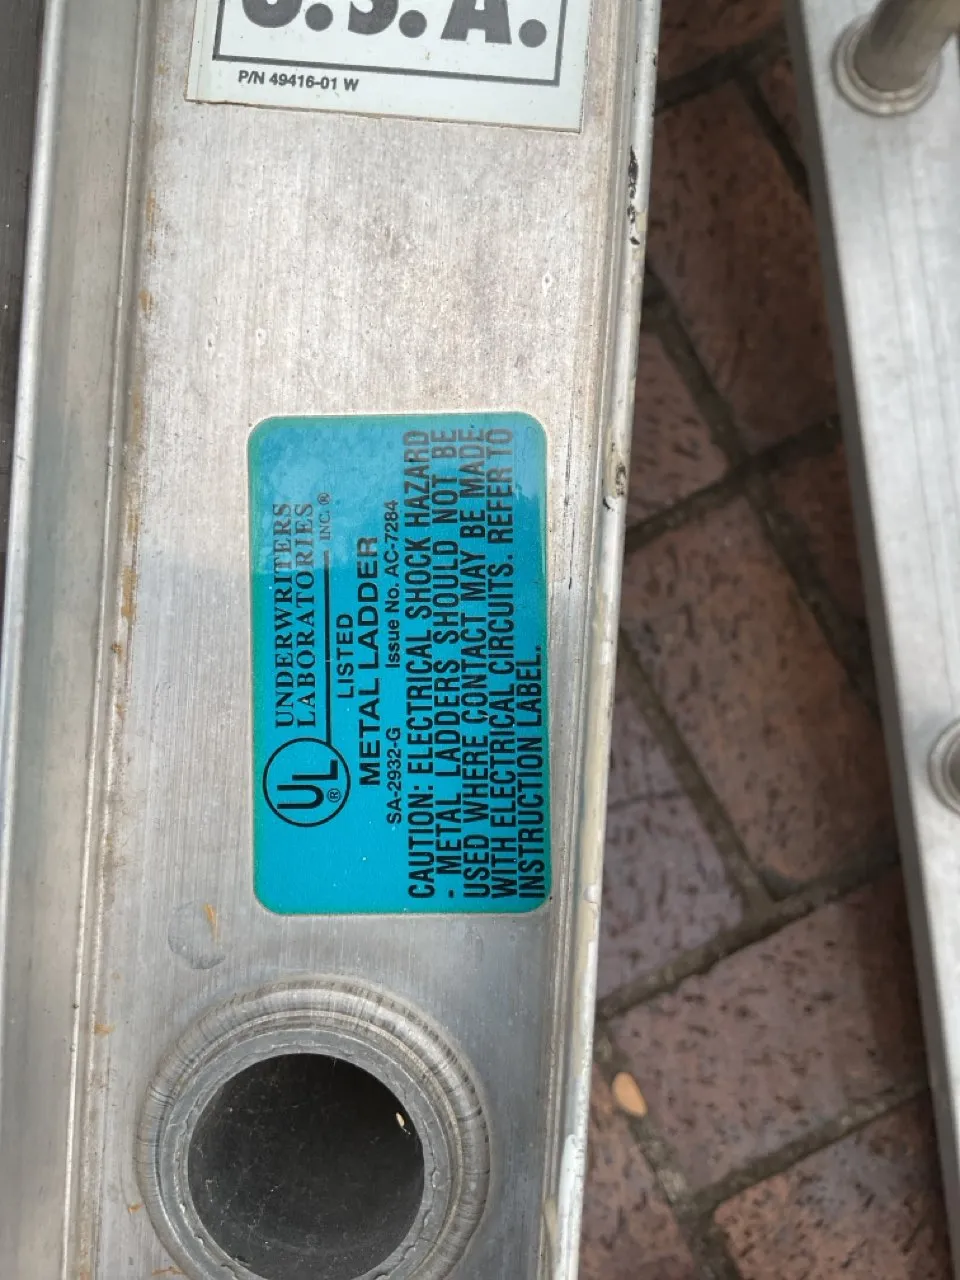 U.S.A.
P/N 49416-01 W
UL ®
UNDERWRITERS
LABORATORIES INC.®
LISTED
METAL LADDER
SA-2932-G Issue No. AC-7284
CAUTION: ELECTRICAL SHOCK HAZARD
- METAL LADDERS SHOULD NOT BE
USED WHERE CONTACT MAY BE MADE
WITH ELECTRICAL CIRCUITS. REFER TO
INSTRUCTION LABEL.